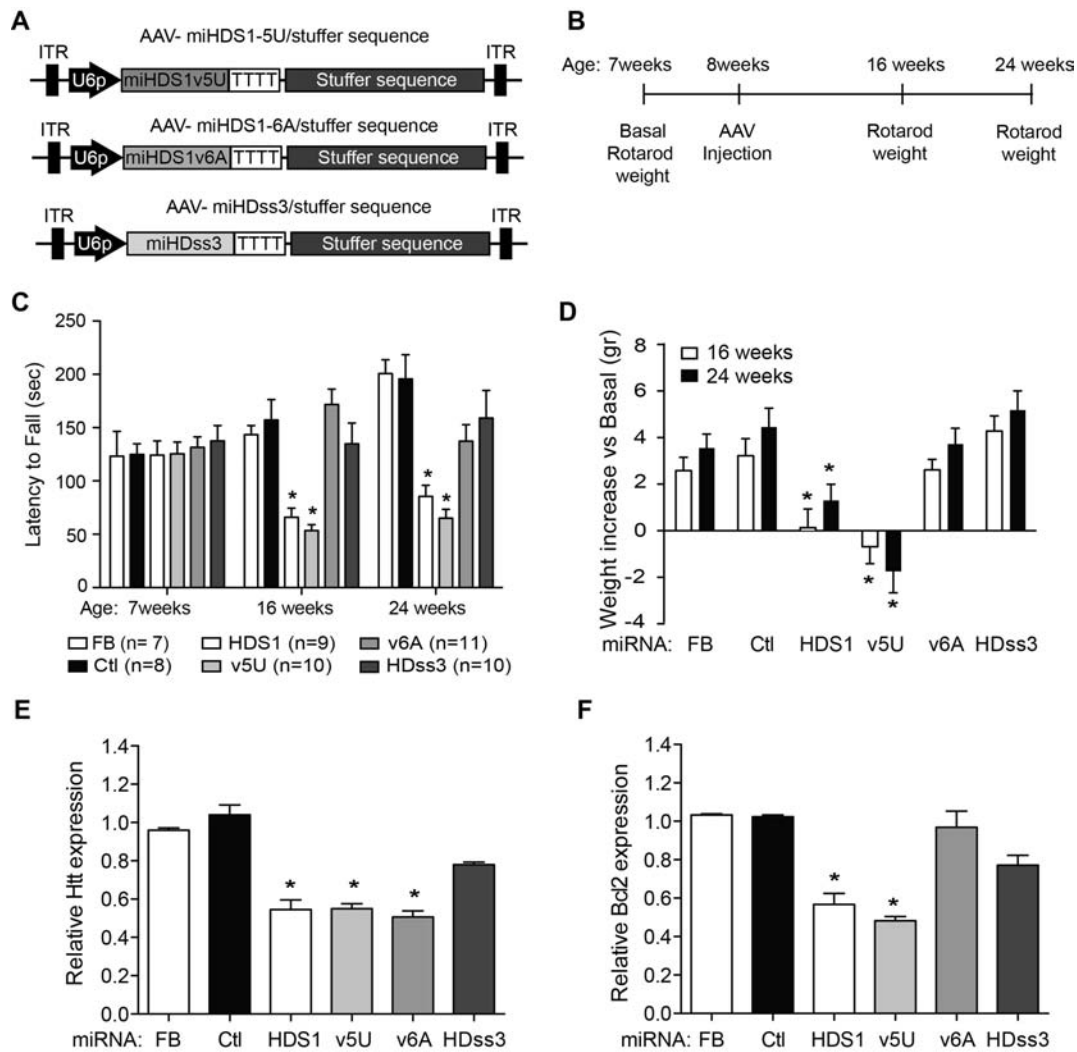 A
AAV- miHDS1-5U/stuffer sequence
ITR ITR
U6p miHDS1v5U TTTT Stuffer sequence
AAV- miHDS1-6A/stuffer sequence
ITR ITR
U6p miHDS1v6A TTTT Stuffer sequence
AAV- miHDss3/stuffer sequence
ITR ITR
U6p miHDss3 TTTT Stuffer sequence
B
Age: 7weeks 8weeks 16 weeks 24 weeks
Basal Rotarod weight
AAV Injection
Rotarod weight
Rotarod weight
C
Latency to Fall (sec)
250
200
150
100
50
0
* * * *
Age: 7weeks 16 weeks 24 weeks
FB (n= 7) HDS1 (n=9) v6A (n=11)
Ctl (n=8) v5U (n=10) HDss3 (n=10)
D
Weight increase vs Basal (gr)
8
6
4
2
0
-2
-4
16 weeks
24 weeks
* * * *
miRNA: FB Ctl HDS1 v5U v6A HDss3
E
Relative Htt expression
1.4
1.2
1.0
0.8
0.6
0.4
0.2
0.0
* * *
miRNA: FB Ctl HDS1 v5U v6A HDss3
F
Relative Bcl2 expression
1.4
1.2
1.0
0.8
0.6
0.4
0.2
0.0
* *
miRNA: FB Ctl HDS1 v5U v6A HDss3